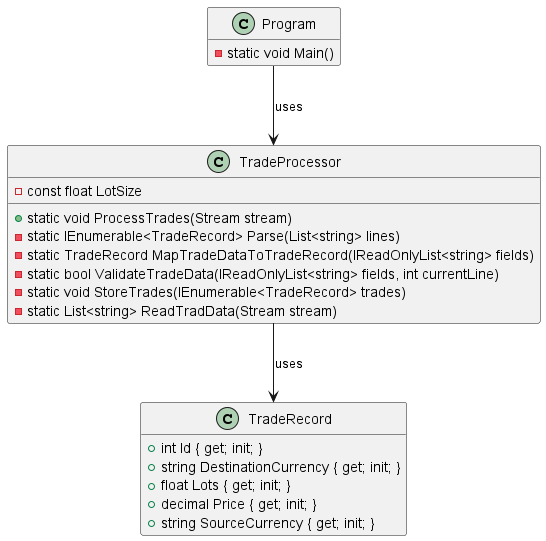 C Program
static void Main()
uses
C TradeProcessor
const float LotSize
static void ProcessTrades(Stream stream)
static IEnumerable<TradeRecord> Parse(List<string> lines)
static TradeRecord MapTradeDataToTradeRecord(IReadOnlyList<string> fields)
static bool ValidateTradeData(IReadOnlyList<string> fields, int currentLine)
static void StoreTrades(IEnumerable<TradeRecord> trades)
static List<string> ReadTradData(Stream stream)
uses
C TradeRecord
int Id { get; init; }
string DestinationCurrency { get; init; }
float Lots { get; init; }
decimal Price { get; init; }
string SourceCurrency { get; init; }